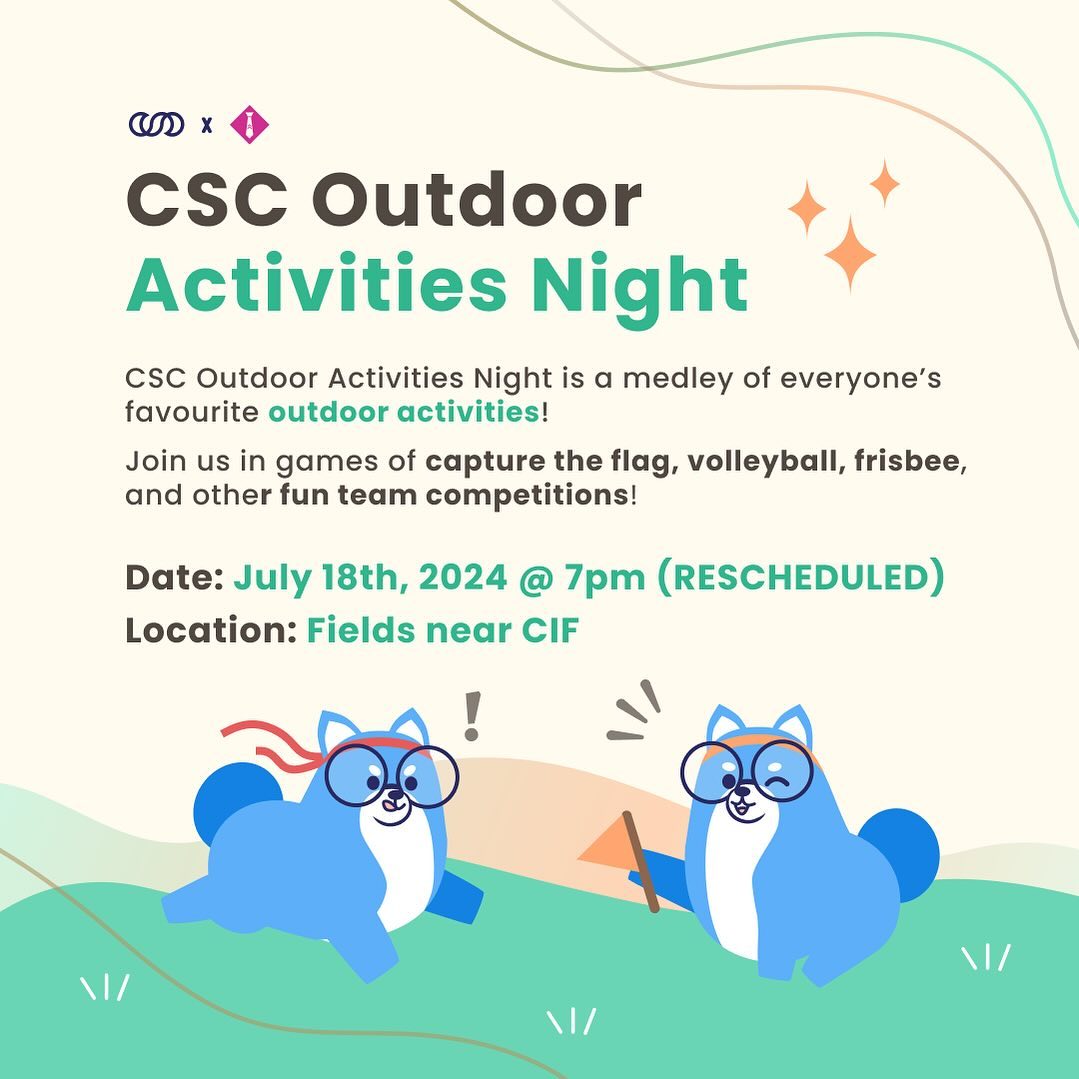 x
CSC Outdoor
Activities Night
CSC Outdoor Activities Night is a medley of everyone’s
favourite outdoor activities!
Join us in games of capture the flag, volleyball, frisbee,
and other fun team competitions!
Date: July 18th, 2024 @ 7pm (RESCHEDULED)
Location: Fields near CIF
!